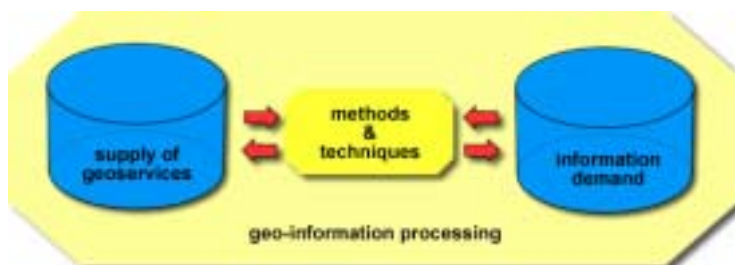 supply of
geoservices
methods
&
techniques
information
demand
geo-information processing